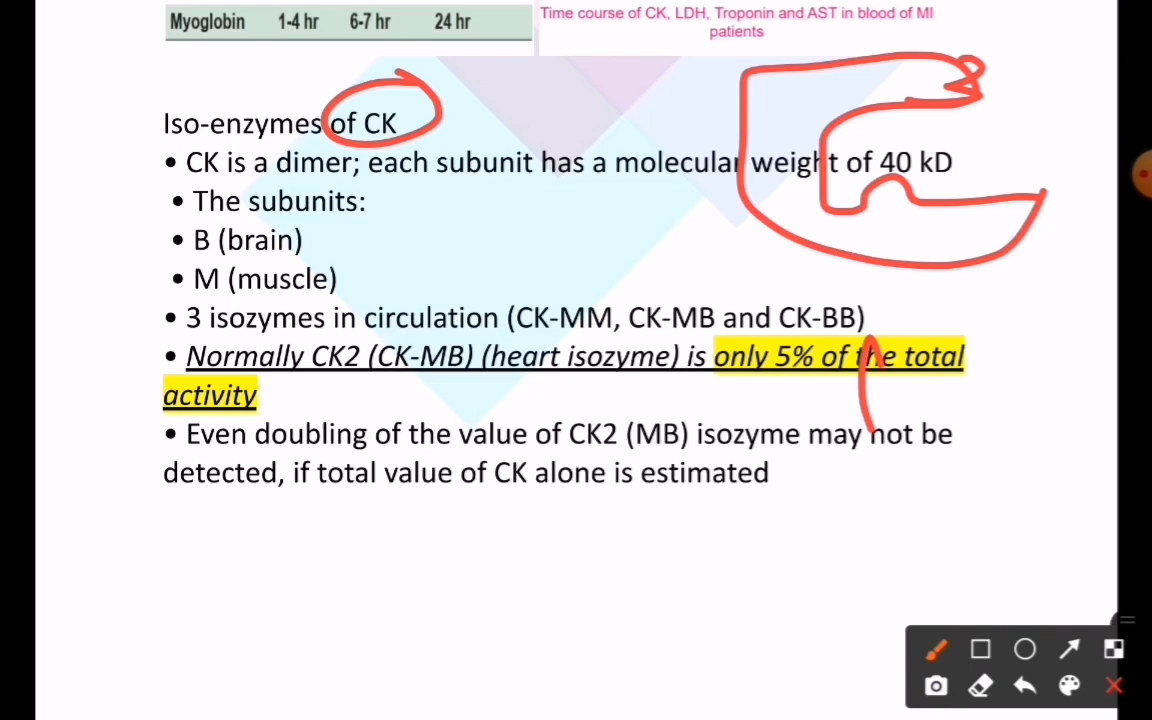 Myoglobin 1-4 hr 6-7 hr 24 hr
Time course of CK, LDH, Troponin and AST in blood of MI
patients
Iso-enzymes of CK
• CK is a dimer; each subunit has a molecular weight of 40 kD
• The subunits:
• B (brain)
• M (muscle)
• 3 isozymes in circulation (CK-MM, CK-MB and CK-BB)
• Normally CK2 (CK-MB) (heart isozyme) is only 5% of the total
activity
• Even doubling of the value of CK2 (MB) isozyme may not be
detected, if total value of CK alone is estimated